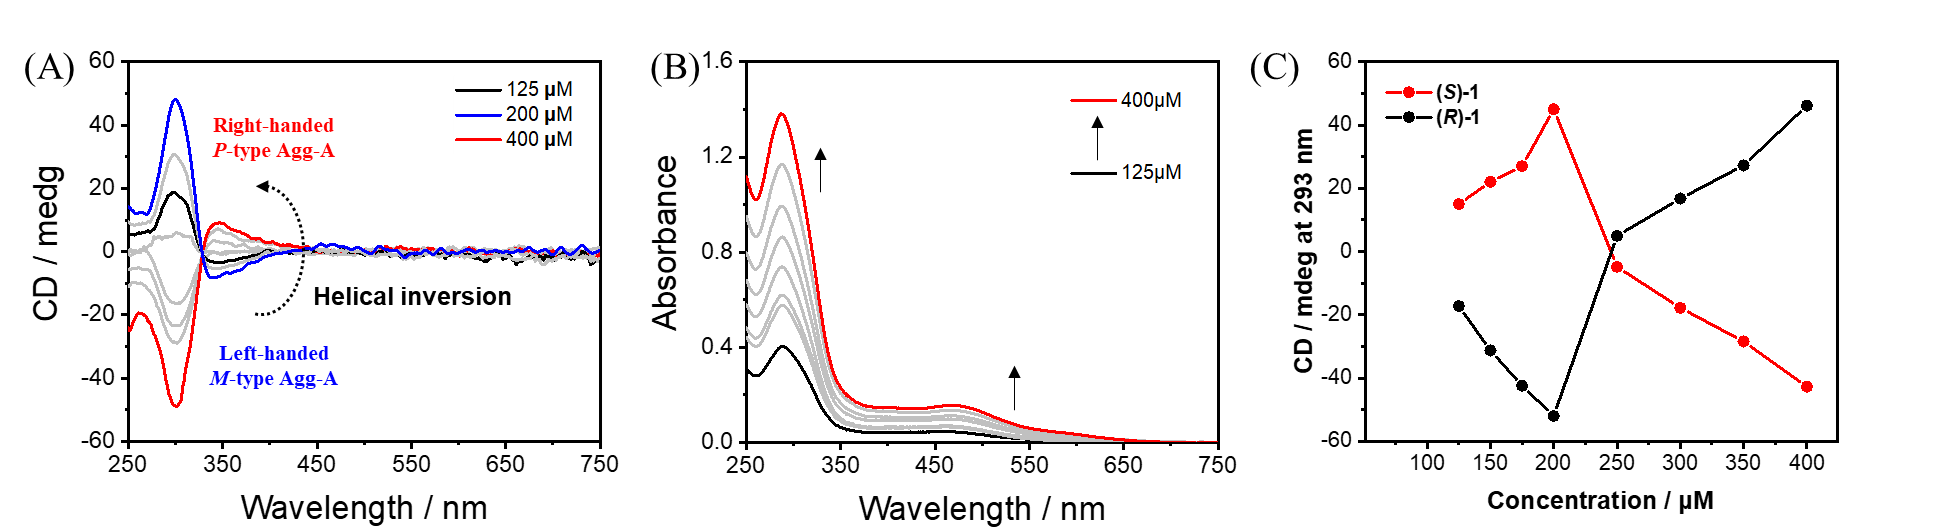 (A)
CD / medg
60
40
20
0
-20
-40
-60
125 µM
200 µM
400 µM
Right-handed
P-type Agg-A
Helical inversion
Left-handed
M-type Agg-A
250 350 450 550 650 750
Wavelength / nm
(B)
Absorbance
1.6
1.2
0.8
0.4
0.0
400µM
125µM
250 350 450 550 650 750
Wavelength / nm
(C)
CD / mdeg at 293 nm
60
40
20
0
-20
-40
-60
(S)-1
(R)-1
100 150 200 250 300 350 400
Concentration / µM